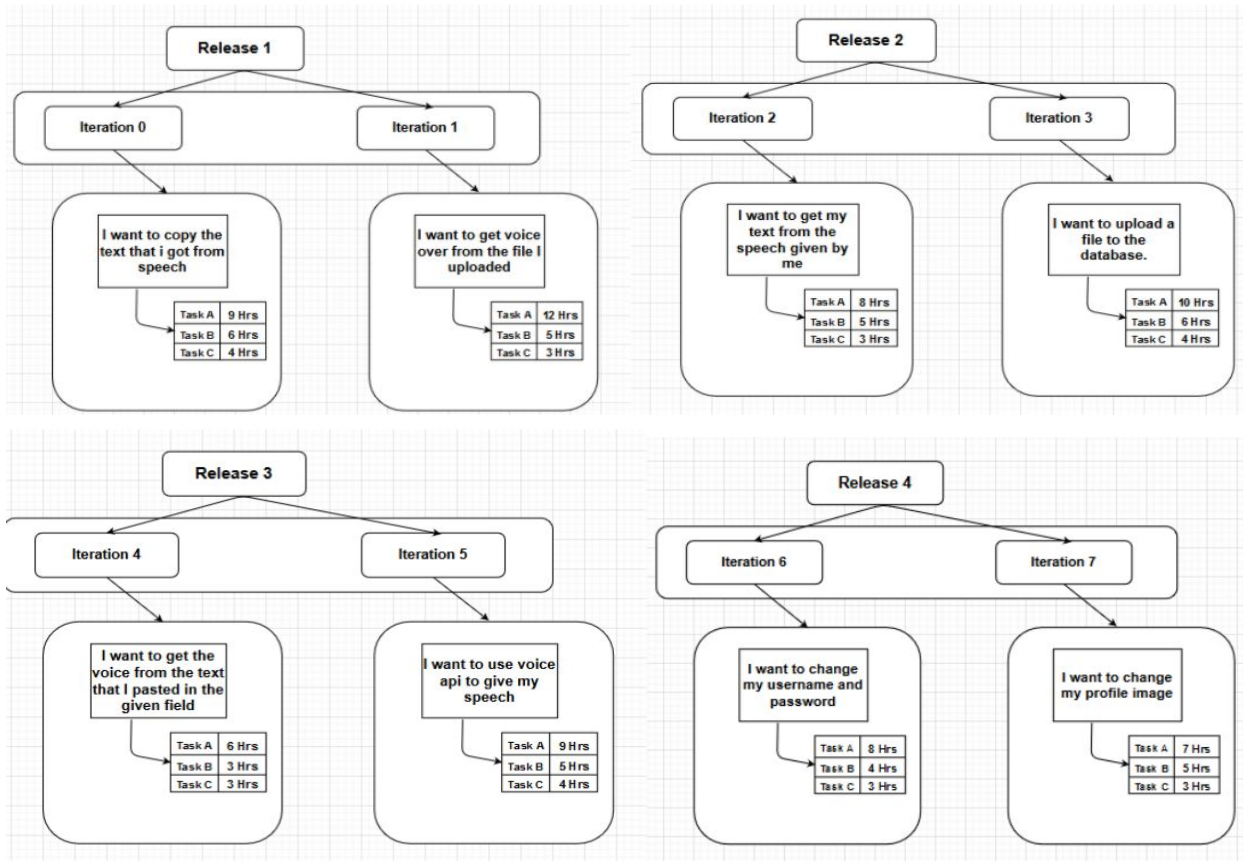 Release 1
Iteration 0
Iteration 1
I want to copy the
text that i got from
speech
Task A 9 Hrs
Task B 6 Hrs
Task C 4 Hrs
I want to get voice
over from the file I
uploaded
Task A 12 Hrs
Task B 5 Hrs
Task C 3 Hrs
Release 2
Iteration 2
Iteration 3
I want to get my
text from the
speech given by
me
Task A 8 Hrs
Task B 5 Hrs
Task C 3 Hrs
I want to upload a
file to the
database.
Task A 10 Hrs
Task B 6 Hrs
Task C 4 Hrs
Release 3
Iteration 4
Iteration 5
I want to get the
voice from the text
that I pasted in the
given field
Task A 6 Hrs
Task B 3 Hrs
Task C 3 Hrs
I want to use voice
api to give my
speech
Task A 9 Hrs
Task B 5 Hrs
Task C 4 Hrs
Release 4
Iteration 6
Iteration 7
I want to change
my username and
password
Task A 8 Hrs
Task B 4 Hrs
Task C 3 Hrs
I want to change
my profile image
Task A 7 Hrs
Task B 5 Hrs
Task C 3 Hrs